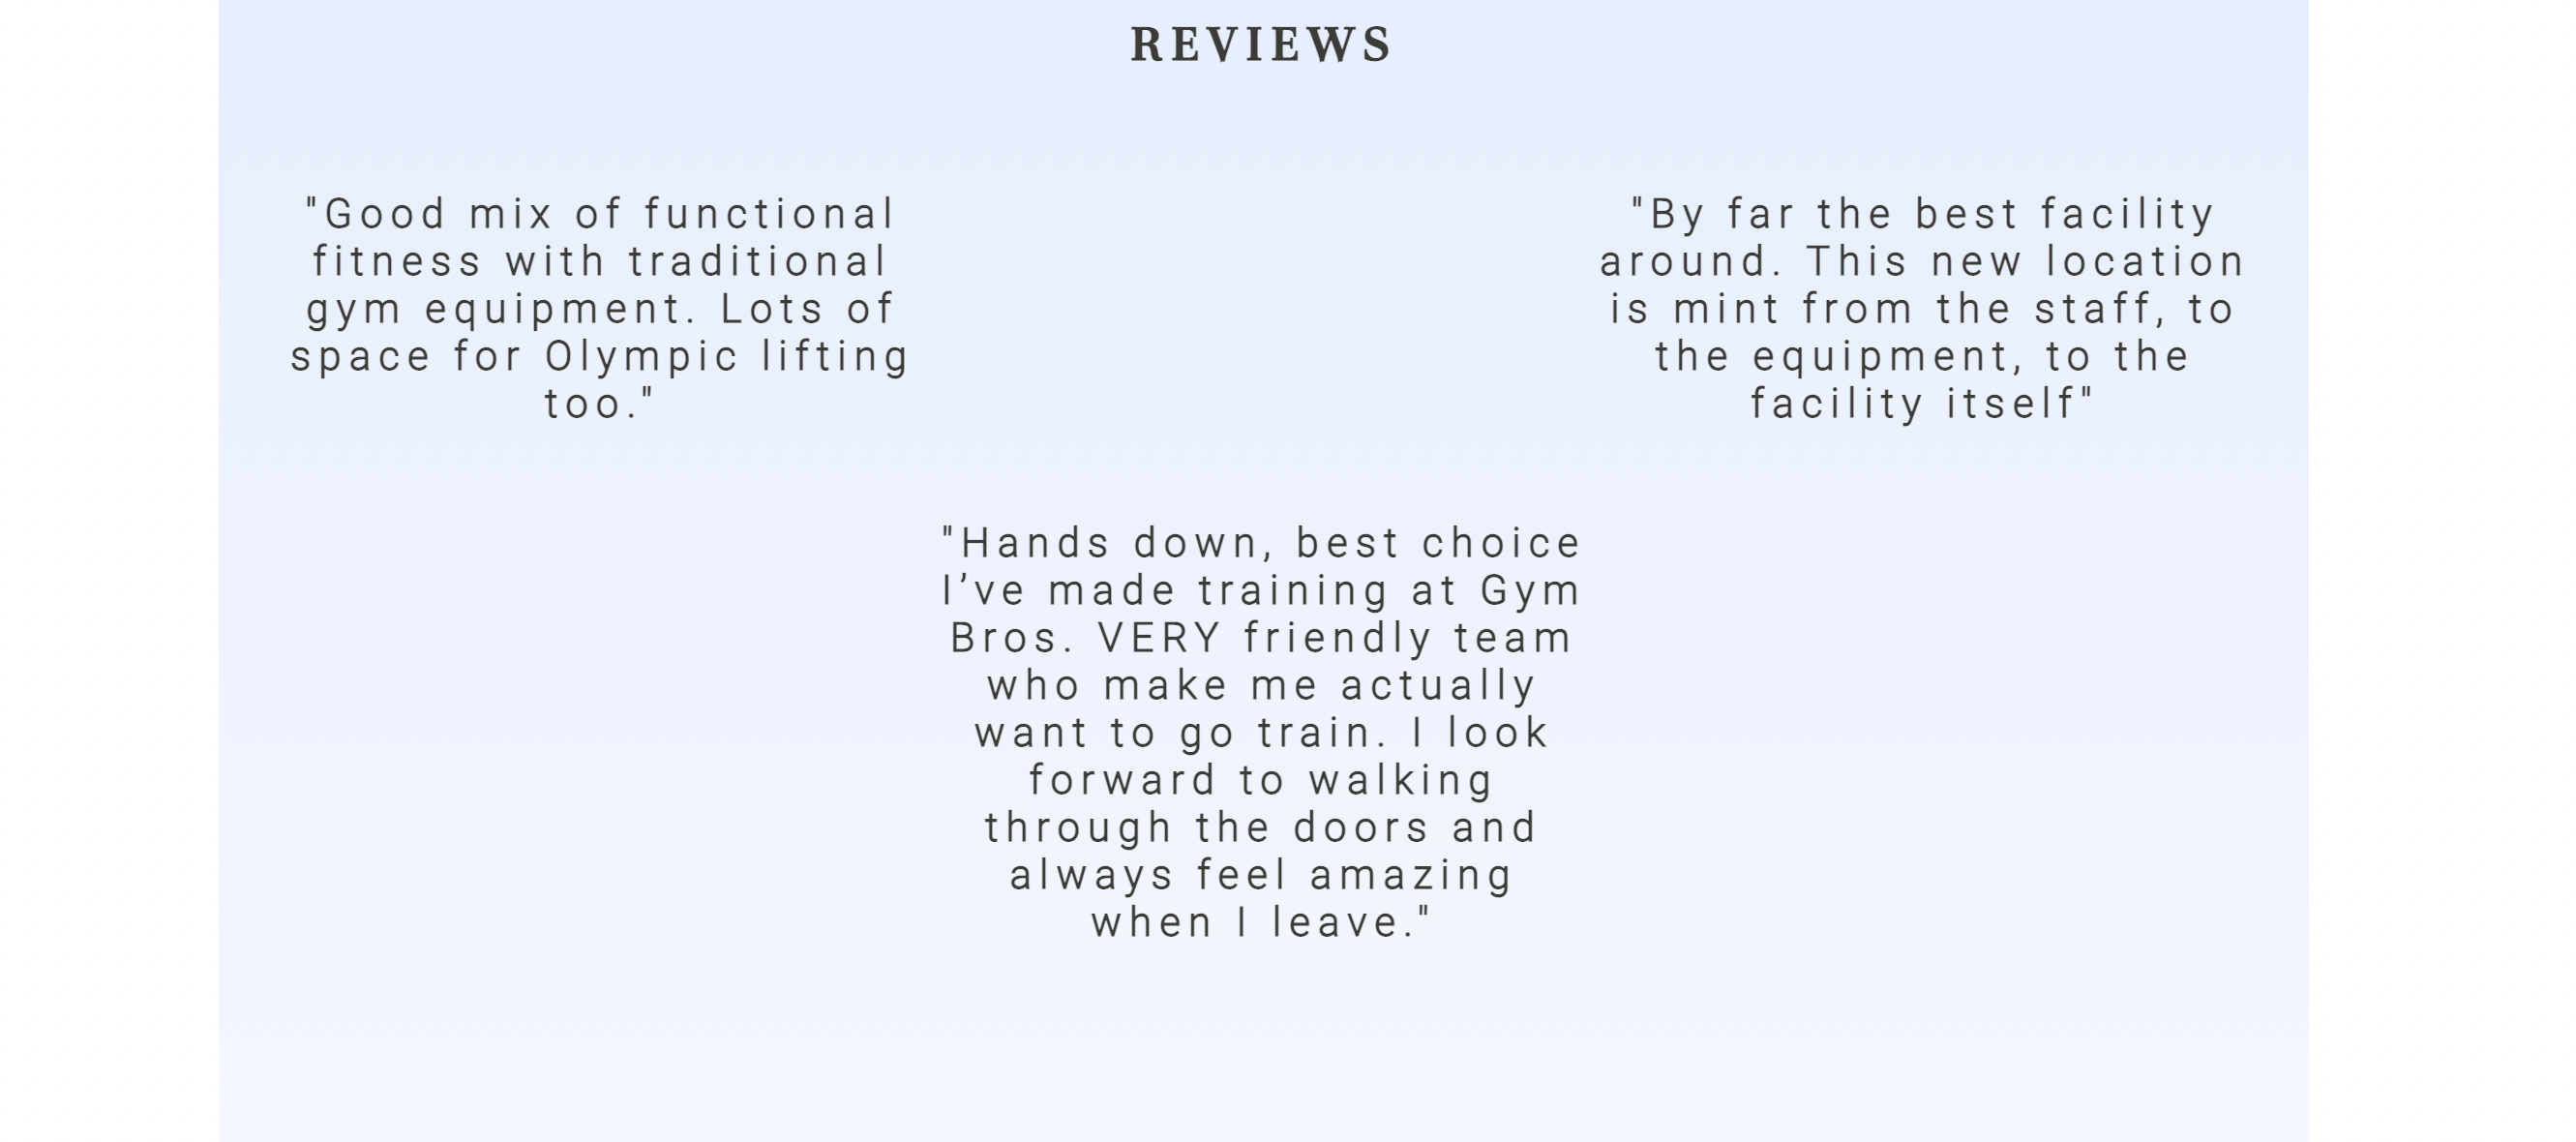 REVIEWS
"Good mix of functional
fitness with traditional
gym equipment. Lots of
space for Olympic lifting
too."
"By far the best facility
around. This new location
is mint from the staff, to
the equipment, to the
facility itself"
"Hands down, best choice
I’ve made training at Gym
Bros. VERY friendly team
who make me actually
want to go train. I look
forward to walking
through the doors and
always feel amazing
when I leave."